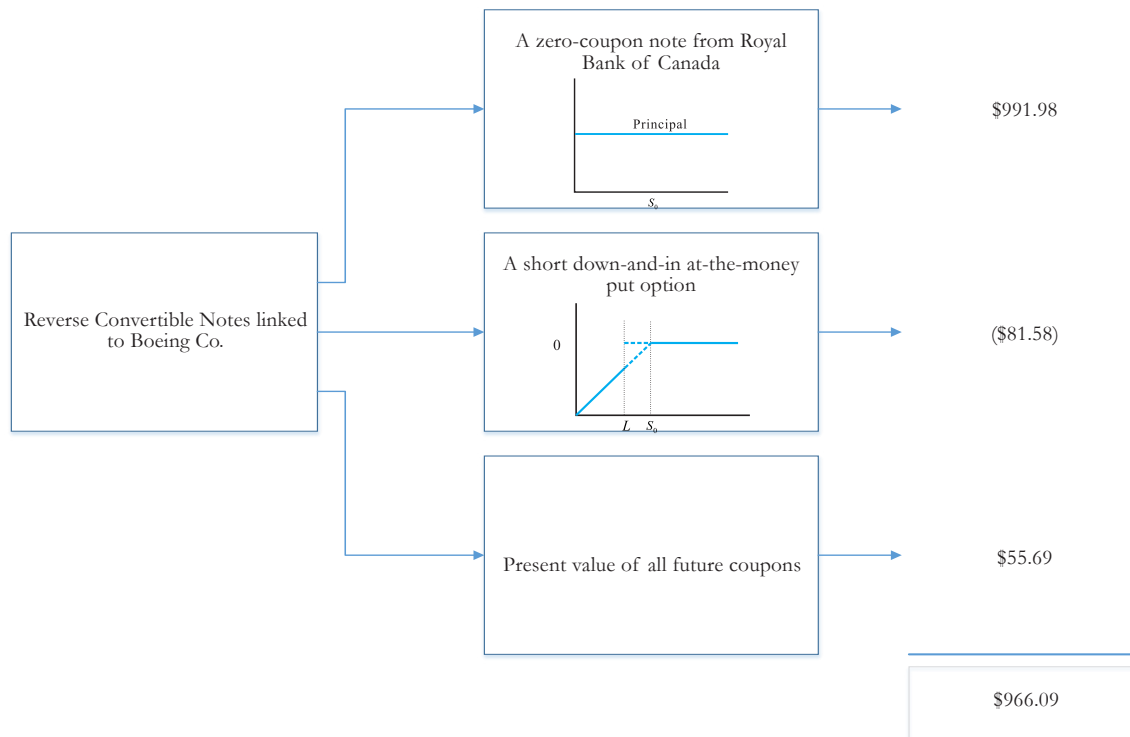 A zero-coupon note from Royal
Bank of Canada
Principal
S₀
$991.98
Reverse Convertible Notes linked
to Boeing Co.
A short down-and-in at-the-money
put option
0
L S₀
($81.58)
Present value of all future coupons
$55.69
$966.09